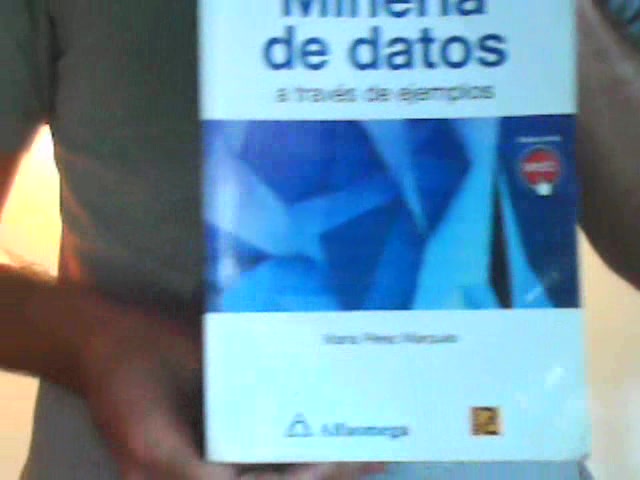 Minería
de datos
a través de ejemplos
María Pérez Marqués
Alfaomega